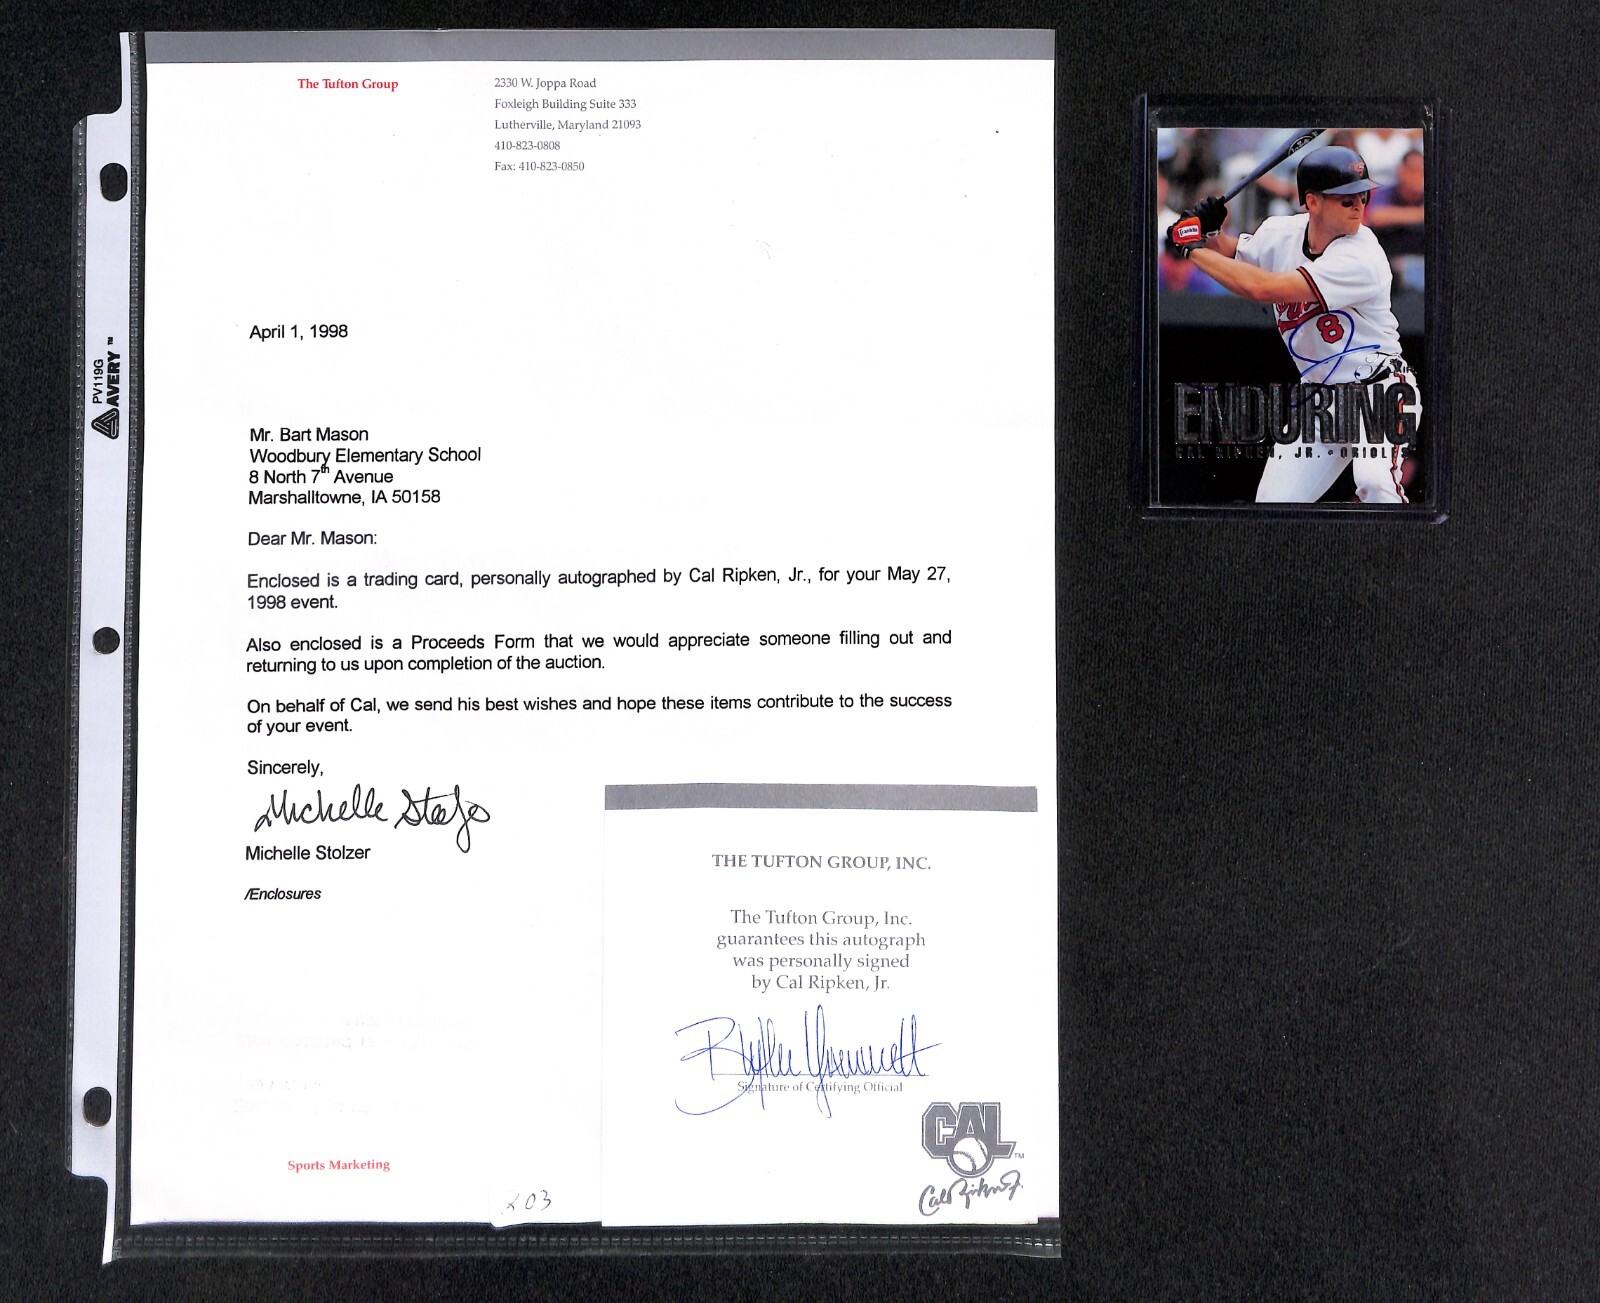 The Tufton Group
2330 W. Joppa Road
Foxleigh Building Suite 333
Lutherville, Maryland 21093
410-823-0808
Fax: 410-823-0850
April 1, 1998
Mr. Bart Mason
Woodbury Elementary School
8 North 7th Avenue
Marshalltowne, IA 50158
Dear Mr. Mason:
Enclosed is a trading card, personally autographed by Cal Ripken, Jr., for your May 27,
1998 event.
Also enclosed is a Proceeds Form that we would appreciate someone filling out and
returning to us upon completion of the auction.
On behalf of Cal, we send his best wishes and hope these items contribute to the success
of your event.
Sincerely,
Michelle
Michelle Stolzer
/Enclosures
Sports Marketing
203
THE TUFTON GROUP, INC.
The Tufton Group, Inc.
guarantees this autograph
was personally signed
by Cal Ripken, Jr.
Signature of Certifying Official
CAL™
Cal Ripken Jr.
PV119G
AVERY™
Franklin
8
ENDURING
CAL RIPKEN, JR. • ORIOLES